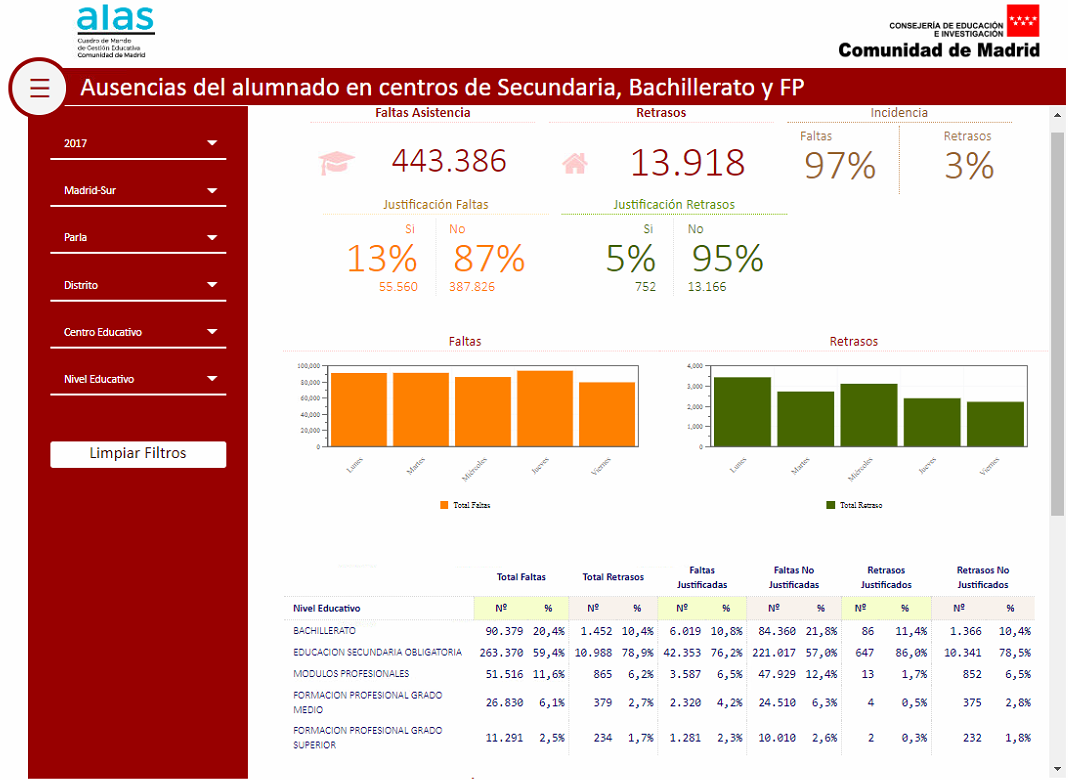 alas
Cuadro de Mando
de Gestión Educativa
Comunidad de Madrid
CONSEJERÍA DE EDUCACIÓN
E INVESTIGACIÓN
Comunidad de Madrid
Ausencias del alumnado en centros de Secundaria, Bachillerato y FP
2017
Madrid-Sur
Parla
Distrito
Centro Educativo
Nivel Educativo
Limpiar Filtros
Faltas Asistencia
443.386
Retrasos
13.918
Incidencia
Faltas Retrasos
97% 3%
Justificación Faltas
Si No
13% 87%
55.560 387.826
Justificación Retrasos
Si No
5% 95%
752 13.166
Faltas
100,000
80,000
60,000
40,000
20,000
0
Lunes Martes Miércoles Jueves Viernes
Total Faltas
Retrasos
4,000
3,000
2,000
1,000
0
Lunes Martes Miércoles Jueves Viernes
Total Retraso
Total Faltas Total Retrasos Faltas Justificadas Faltas No Justificadas Retrasos Justificados Retrasos No Justificados
Nivel Educativo Nº % Nº % Nº % Nº % Nº % Nº %
BACHILLERATO 90.379 20,4% 1.452 10,4% 6.019 10,8% 84.360 21,8% 86 11,4% 1.366 10,4%
EDUCACION SECUNDARIA OBLIGATORIA 263.370 59,4% 10.988 78,9% 42.353 76,2% 221.017 57,0% 647 86,0% 10.341 78,5%
MODULOS PROFESIONALES 51.516 11,6% 865 6,2% 3.587 6,5% 47.929 12,4% 13 1,7% 852 6,5%
FORMACION PROFESIONAL GRADO MEDIO 26.830 6,1% 379 2,7% 2.320 4,2% 24.510 6,3% 4 0,5% 375 2,8%
FORMACION PROFESIONAL GRADO SUPERIOR 11.291 2,5% 234 1,7% 1.281 2,3% 10.010 2,6% 2 0,3% 232 1,8%